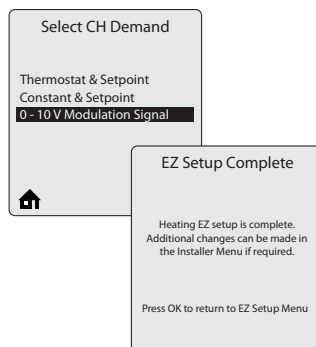 Select CH Demand
Thermostat & Setpoint
Constant & Setpoint
0 - 10 V Modulation Signal
EZ Setup Complete
Heating EZ setup is complete.
Additional changes can be made in
the Installer Menu if required.
Press OK to return to EZ Setup Menu